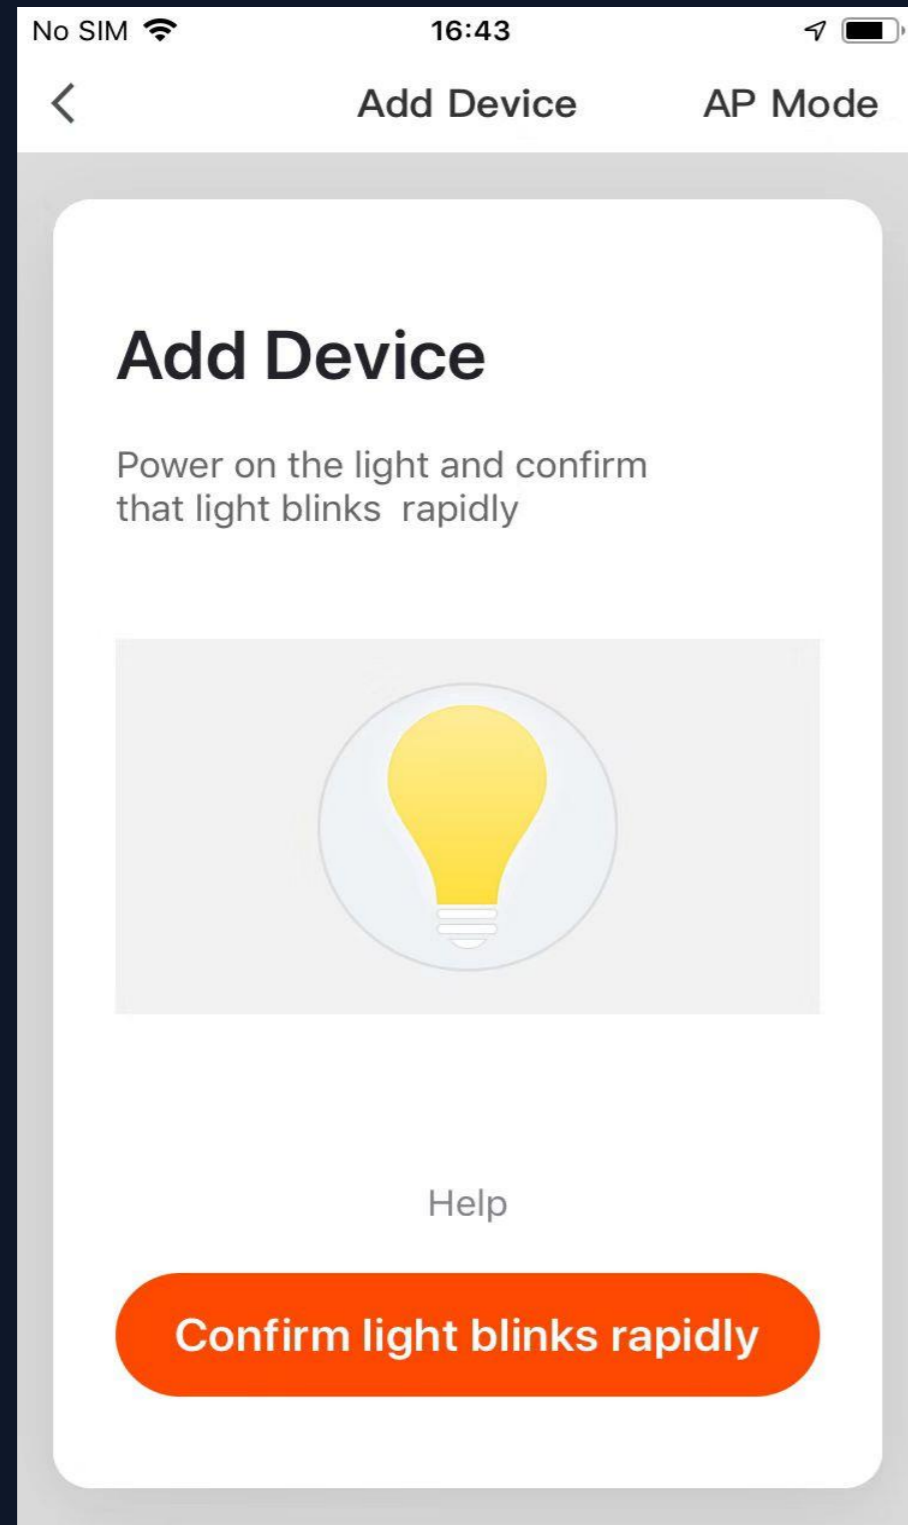 No SIM 16:43
Add Device AP Mode
Add Device
Power on the light and confirm
that light blinks  rapidly
Help
Confirm light blinks rapidly